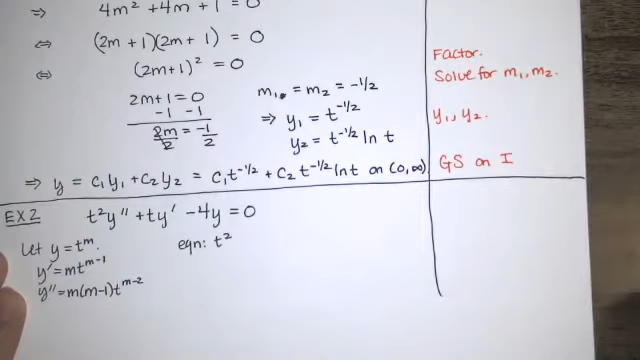 ⇒ 4m² + 4m + 1 = 0
⇔ (2m + 1)(2m + 1) = 0
⇔ (2m+1)² = 0
Factor.
Solve for m₁, m₂.
2m+1 = 0
-1 -1
2m/2 = -1/2
m₁ = m₂ = -1/2
⇒ y₁ = t^(-1/2)
y₂ = t^(-1/2) ln t
y₁, y₂.
⇒ y = C₁y₁ + C₂y₂ = C₁t^(-1/2) + C₂t^(-1/2) ln t on (0,∞)
GS on I
EX2 t²y'' + ty' - 4y = 0
Let y = t^m.
y' = mt^(m-1)
y'' = m(m-1)t^(m-2)
eqn: t²